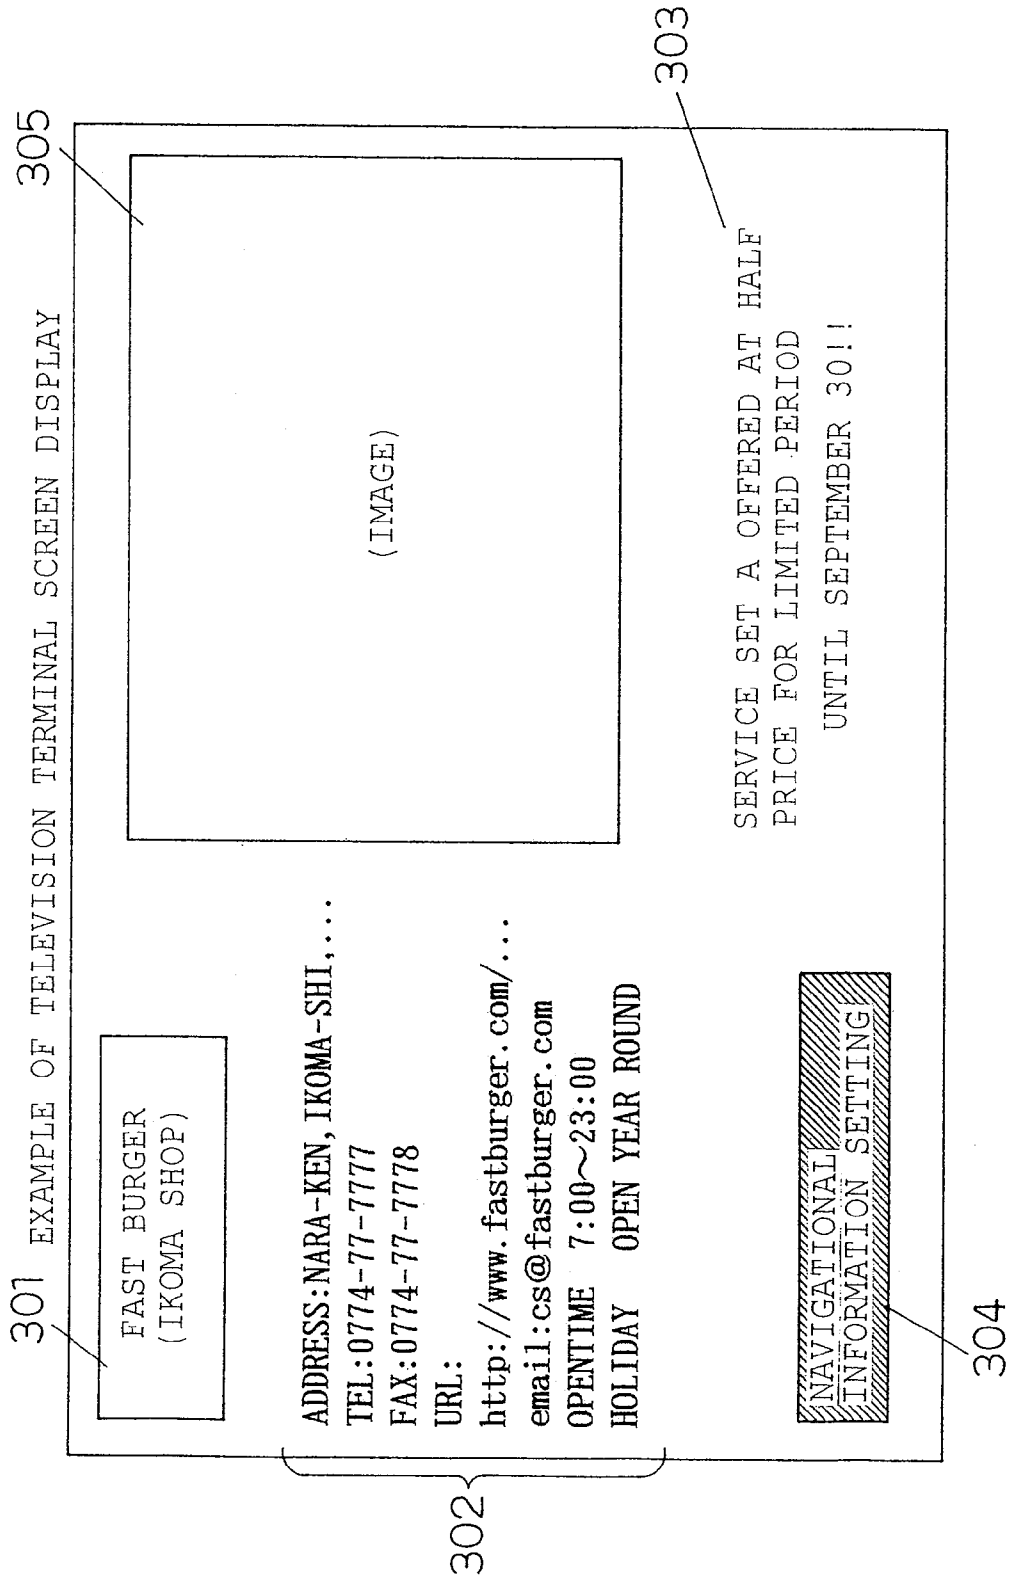 EXAMPLE OF TELEVISION TERMINAL SCREEN DISPLAY
301
FAST BURGER
(IKOMA SHOP)
305
(IMAGE)
302
ADDRESS:NARA-KEN,IKOMA-SHI,...
TEL:0774-77-7777
FAX:0774-77-7778
URL:
http://www.fastburger.com/...
email:cs@fastburger.com
OPENTIME 7:00〜23:00
HOLIDAY OPEN YEAR ROUND
303
SERVICE SET A OFFERED AT HALF
PRICE FOR LIMITED PERIOD
UNTIL SEPTEMBER 30!!
NAVIGATIONAL
INFORMATION SETTING
304